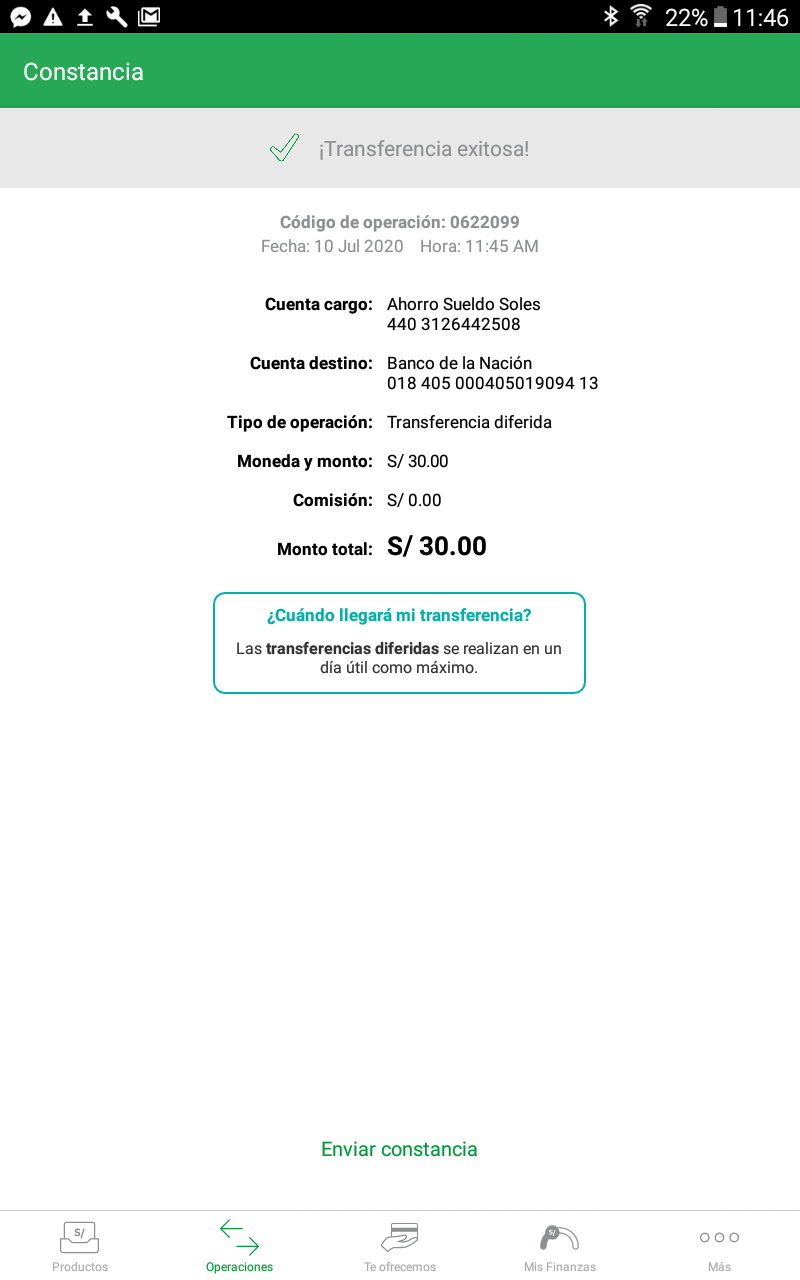 22% 11:46
Constancia
¡Transferencia exitosa!
Código de operación: 0622099
Fecha: 10 Jul 2020 Hora: 11:45 AM
Cuenta cargo: Ahorro Sueldo Soles
440 3126442508
Cuenta destino: Banco de la Nación
018 405 000405019094 13
Tipo de operación: Transferencia diferida
Moneda y monto: S/ 30.00
Comisión: S/ 0.00
Monto total: S/ 30.00
¿Cuándo llegará mi transferencia?
Las transferencias diferidas se realizan en un
día útil como máximo.
Enviar constancia
S/ S/
Productos Operaciones Te ofrecemos Mis Finanzas Más